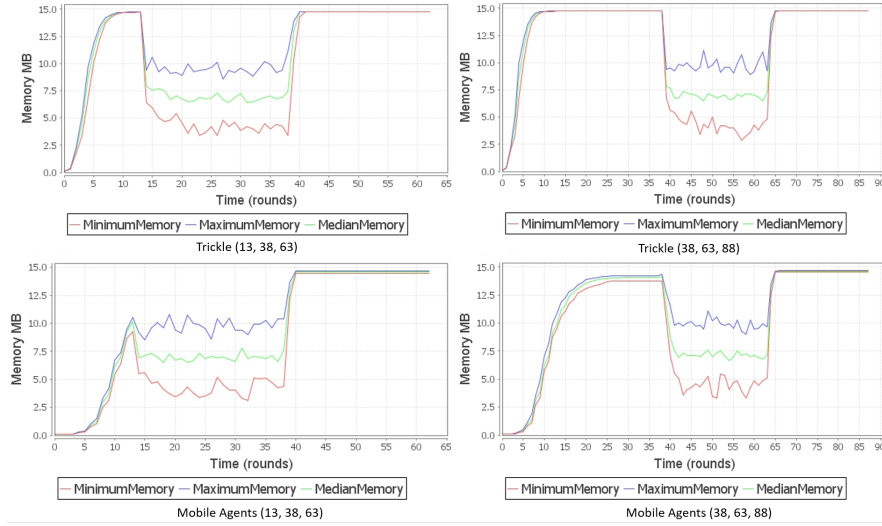 Memory MB
15.0
12.5
10.0
7.5
5.0
2.5
0.0
0 5 10 15 20 25 30 35 40 45 50 55 60 65
Time (rounds)
MinimumMemory MaximumMemory MedianMemory
Trickle (13, 38, 63)
Memory MB
15.0
12.5
10.0
7.5
5.0
2.5
0.0
0 5 10 15 20 25 30 35 40 45 50 55 60 65 70 75 80 85 90
Time (rounds)
MinimumMemory MaximumMemory MedianMemory
Trickle (38, 63, 88)
Memory MB
15.0
12.5
10.0
7.5
5.0
2.5
0.0
0 5 10 15 20 25 30 35 40 45 50 55 60 65
Time (rounds)
MinimumMemory MaximumMemory MedianMemory
Mobile Agents (13, 38, 63)
Memory MB
15.0
12.5
10.0
7.5
5.0
2.5
0.0
0 5 10 15 20 25 30 35 40 45 50 55 60 65 70 75 80 85 90
Time (rounds)
MinimumMemory MaximumMemory MedianMemory
Mobile Agents (38, 63, 88)